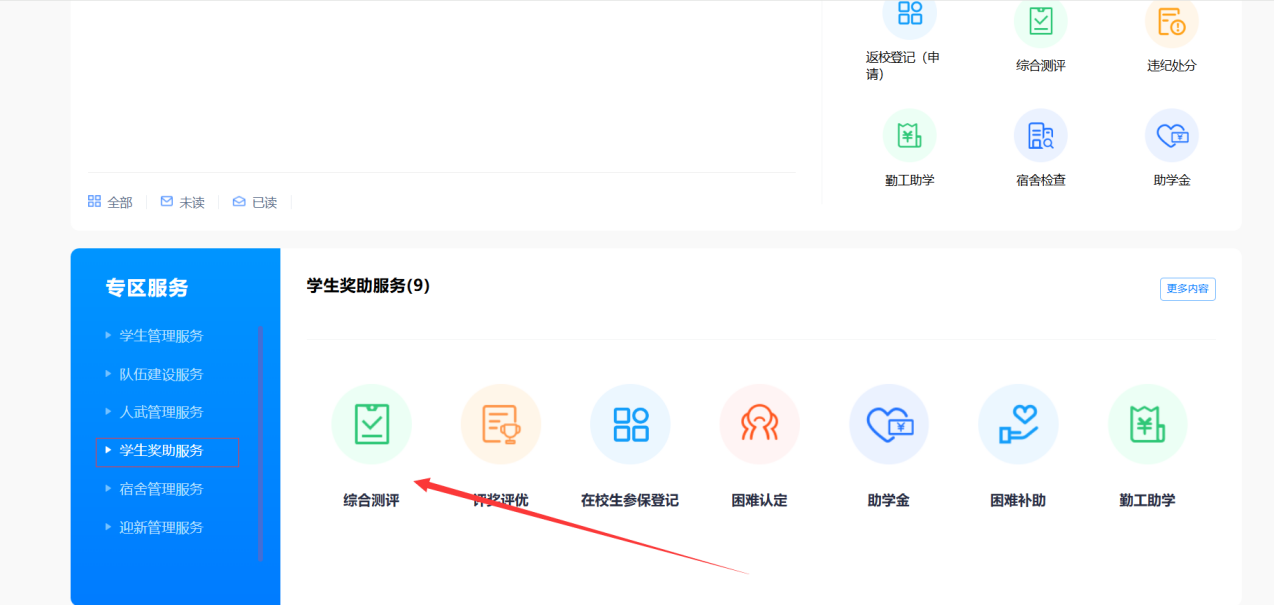 返校登记（申
请）
综合测评
违纪处分
勤工助学
宿舍检查
助学金
全部
未读
已读
专区服务
学生管理服务
队伍建设服务
人武管理服务
学生奖助服务
宿舍管理服务
迎新管理服务
学生奖助服务(9)
更多内容
综合测评
评奖评优
在校生参保登记
困难认定
助学金
困难补助
勤工助学